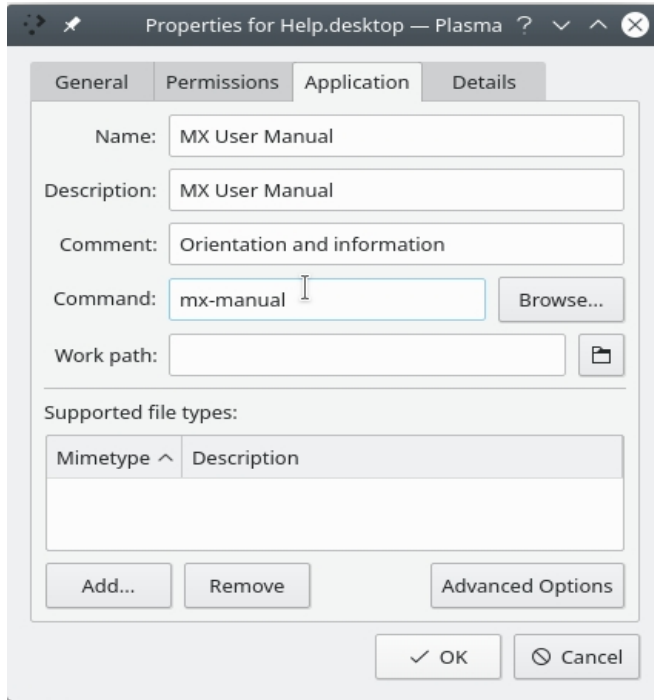 Properties for Help.desktop — Plasma ?
General Permissions Application Details
Name: MX User Manual
Description: MX User Manual
Comment: Orientation and information
Command: mx-manual Browse...
Work path:
Supported file types:
Mimetype Description
Add... Remove Advanced Options
OK Cancel